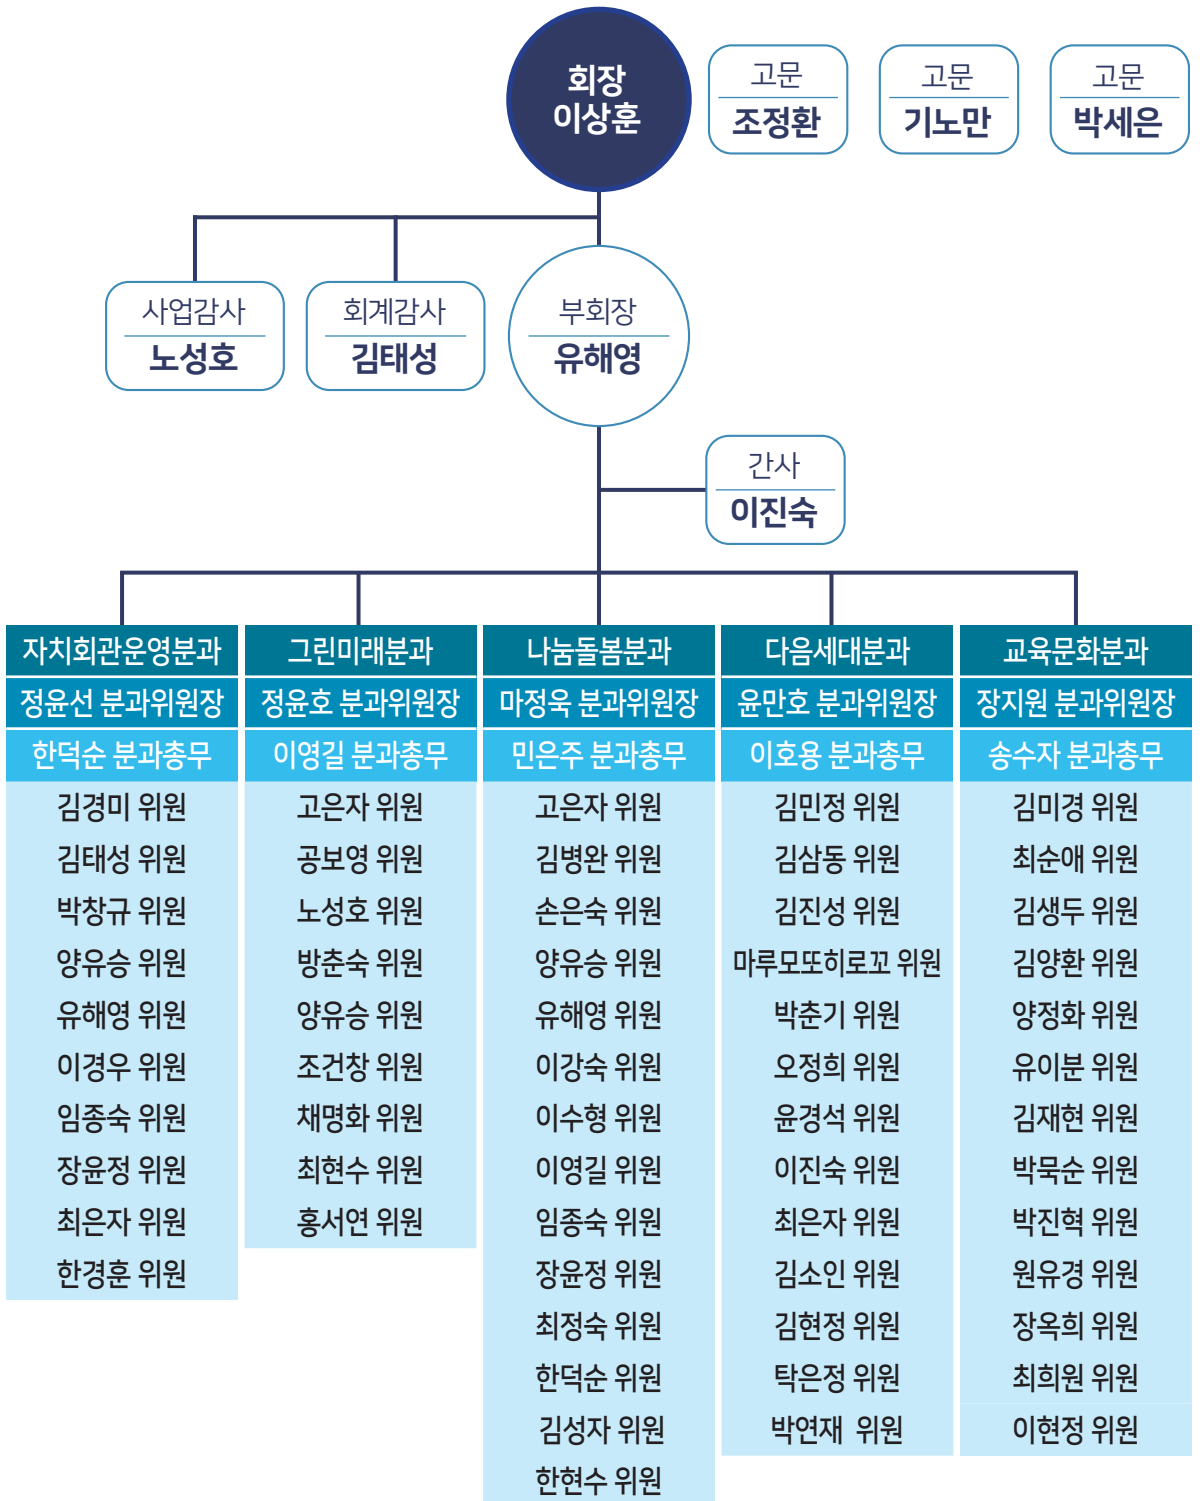 회장
이상훈
고문
조정환
고문
기노만
고문
박세은
사업감사
노성호
회계감사
김태성
부회장
유해영
간사
이진숙
자치회관운영분과
정윤선 분과위원장
한덕순 분과총무
김경미 위원
김태성 위원
박창규 위원
양유승 위원
유해영 위원
이경우 위원
임종숙 위원
장윤정 위원
최은자 위원
한경훈 위원
그린미래분과
정윤호 분과위원장
이영길 분과총무
고은자 위원
공보영 위원
노성호 위원
방춘숙 위원
양유승 위원
조건창 위원
채명화 위원
최현수 위원
홍서연 위원
나눔돌봄분과
마정욱 분과위원장
민은주 분과총무
고은자 위원
김병완 위원
손은숙 위원
양유승 위원
유해영 위원
이강숙 위원
이수형 위원
이영길 위원
임종숙 위원
장윤정 위원
최정숙 위원
한덕순 위원
김성자 위원
한현수 위원
다음세대분과
윤만호 분과위원장
이호용 분과총무
김민정 위원
김삼동 위원
김진성 위원
마루모또히로꼬 위원
박춘기 위원
오정희 위원
윤경석 위원
이진숙 위원
최은자 위원
김소인 위원
김현정 위원
탁은정 위원
박연재 위원
교육문화분과
장지원 분과위원장
송수자 분과총무
김미경 위원
최순애 위원
김생두 위원
김양환 위원
양정화 위원
유이분 위원
김재현 위원
박묵순 위원
박진혁 위원
원유경 위원
장옥희 위원
최희원 위원
이현정 위원